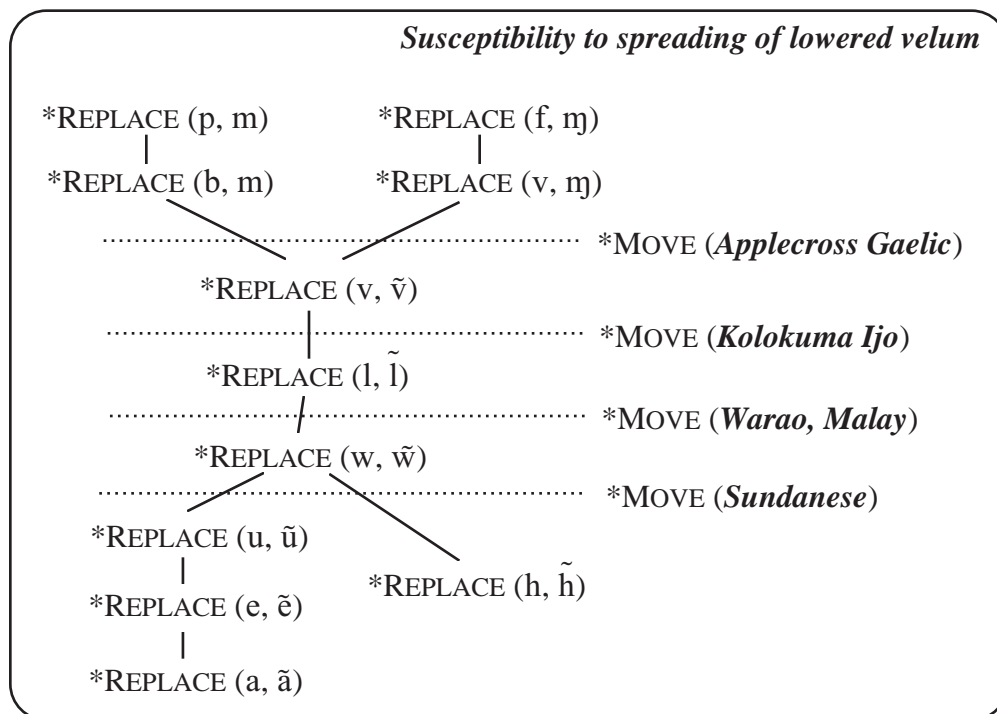 Susceptibility to spreading of lowered velum
*REPLACE (p, m) *REPLACE (f, ɱ)
*REPLACE (b, m) *REPLACE (v, ɱ)
*MOVE (Applecross Gaelic)
*REPLACE (v, ṽ)
*MOVE (Kolokuma Ijo)
*REPLACE (l, l̃)
*MOVE (Warao, Malay)
*REPLACE (w, w̃)
*MOVE (Sundanese)
*REPLACE (u, ũ)
*REPLACE (h, h̃)
*REPLACE (e, ẽ)
*REPLACE (a, ã)